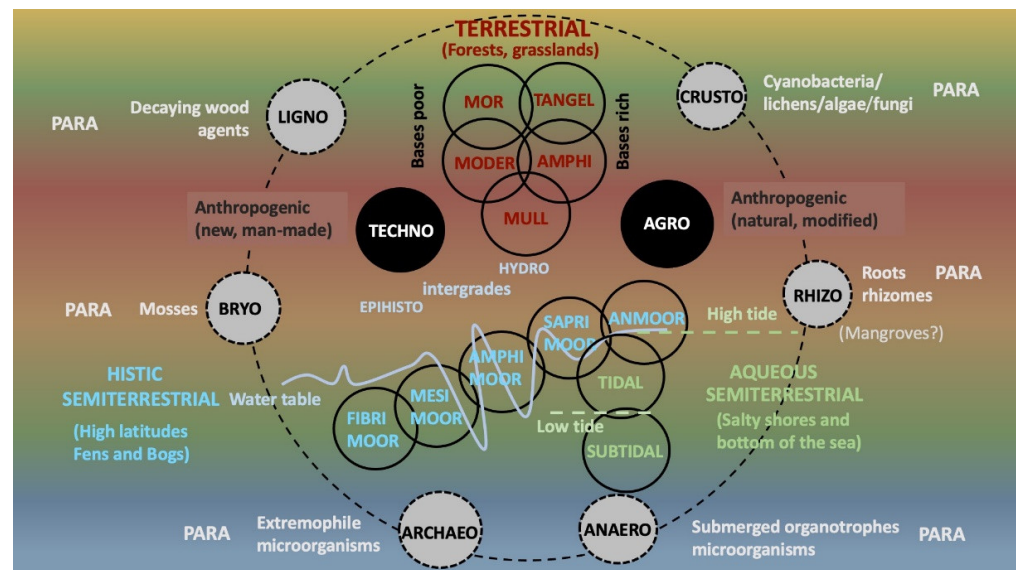 TERRESTRIAL
(Forests, grasslands)
PARA
Decaying wood
agents
LIGNO
Bases poor
MOR
TANGEL
MODER
AMPHI
MULL
Bases rich
CRUSTO
Cyanobacteria/
lichens/algae/fungi
PARA
Anthropogenic
(new, man-made)
TECHNO
AGRO
Anthropogenic
(natural, modified)
HYDRO
intergrades
EPIHISTO
PARA
Mosses
BRYO
RHIZO
Roots
rhizomes
PARA
(Mangroves?)
HISTIC
SEMITERRESTRIAL
(High latitudes
Fens and Bogs)
Water table
FIBRI
MOOR
MESI
MOOR
AMPHI
MOOR
SAPRI
MOOR
ANMOOR
High tide
TIDAL
Low tide
SUBTIDAL
AQUEOUS
SEMITERRESTRIAL
(Salty shores and
bottom of the sea)
PARA
Extremophile
microorganisms
ARCHAEO
ANAERO
Submerged organotrophes
microorganisms
PARA